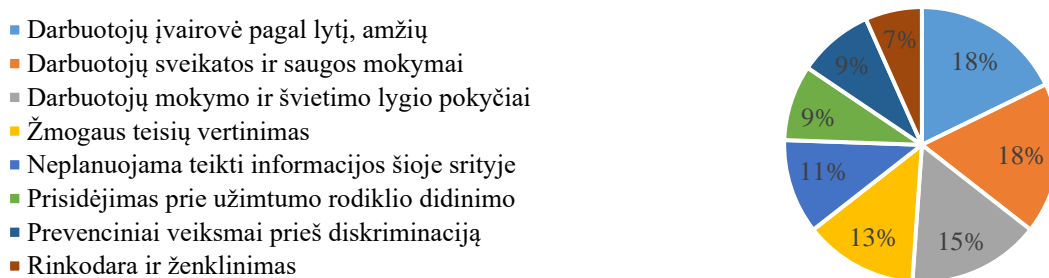 Darbuotojų įvairovė pagal lytį, amžių
Darbuotojų sveikatos ir saugos mokymai
Darbuotojų mokymo ir švietimo lygio pokyčiai
Žmogaus teisių vertinimas
Neplanuojama teikti informacijos šioje srityje
Prisidėjimas prie užimtumo rodiklio didinimo
Prevenciniai veiksmai prieš diskriminaciją
Rinkodara ir ženklinimas
18%
18%
15%
13%
11%
9%
9%
7%